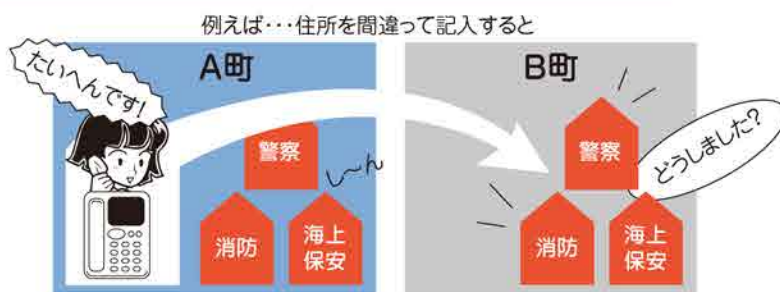 例えば･･･住所を間違って記入すると
A町
B町
たいへんです!
警察
し～ん
消防
海上
保安
警察
どうしました?
消防
海上
保安